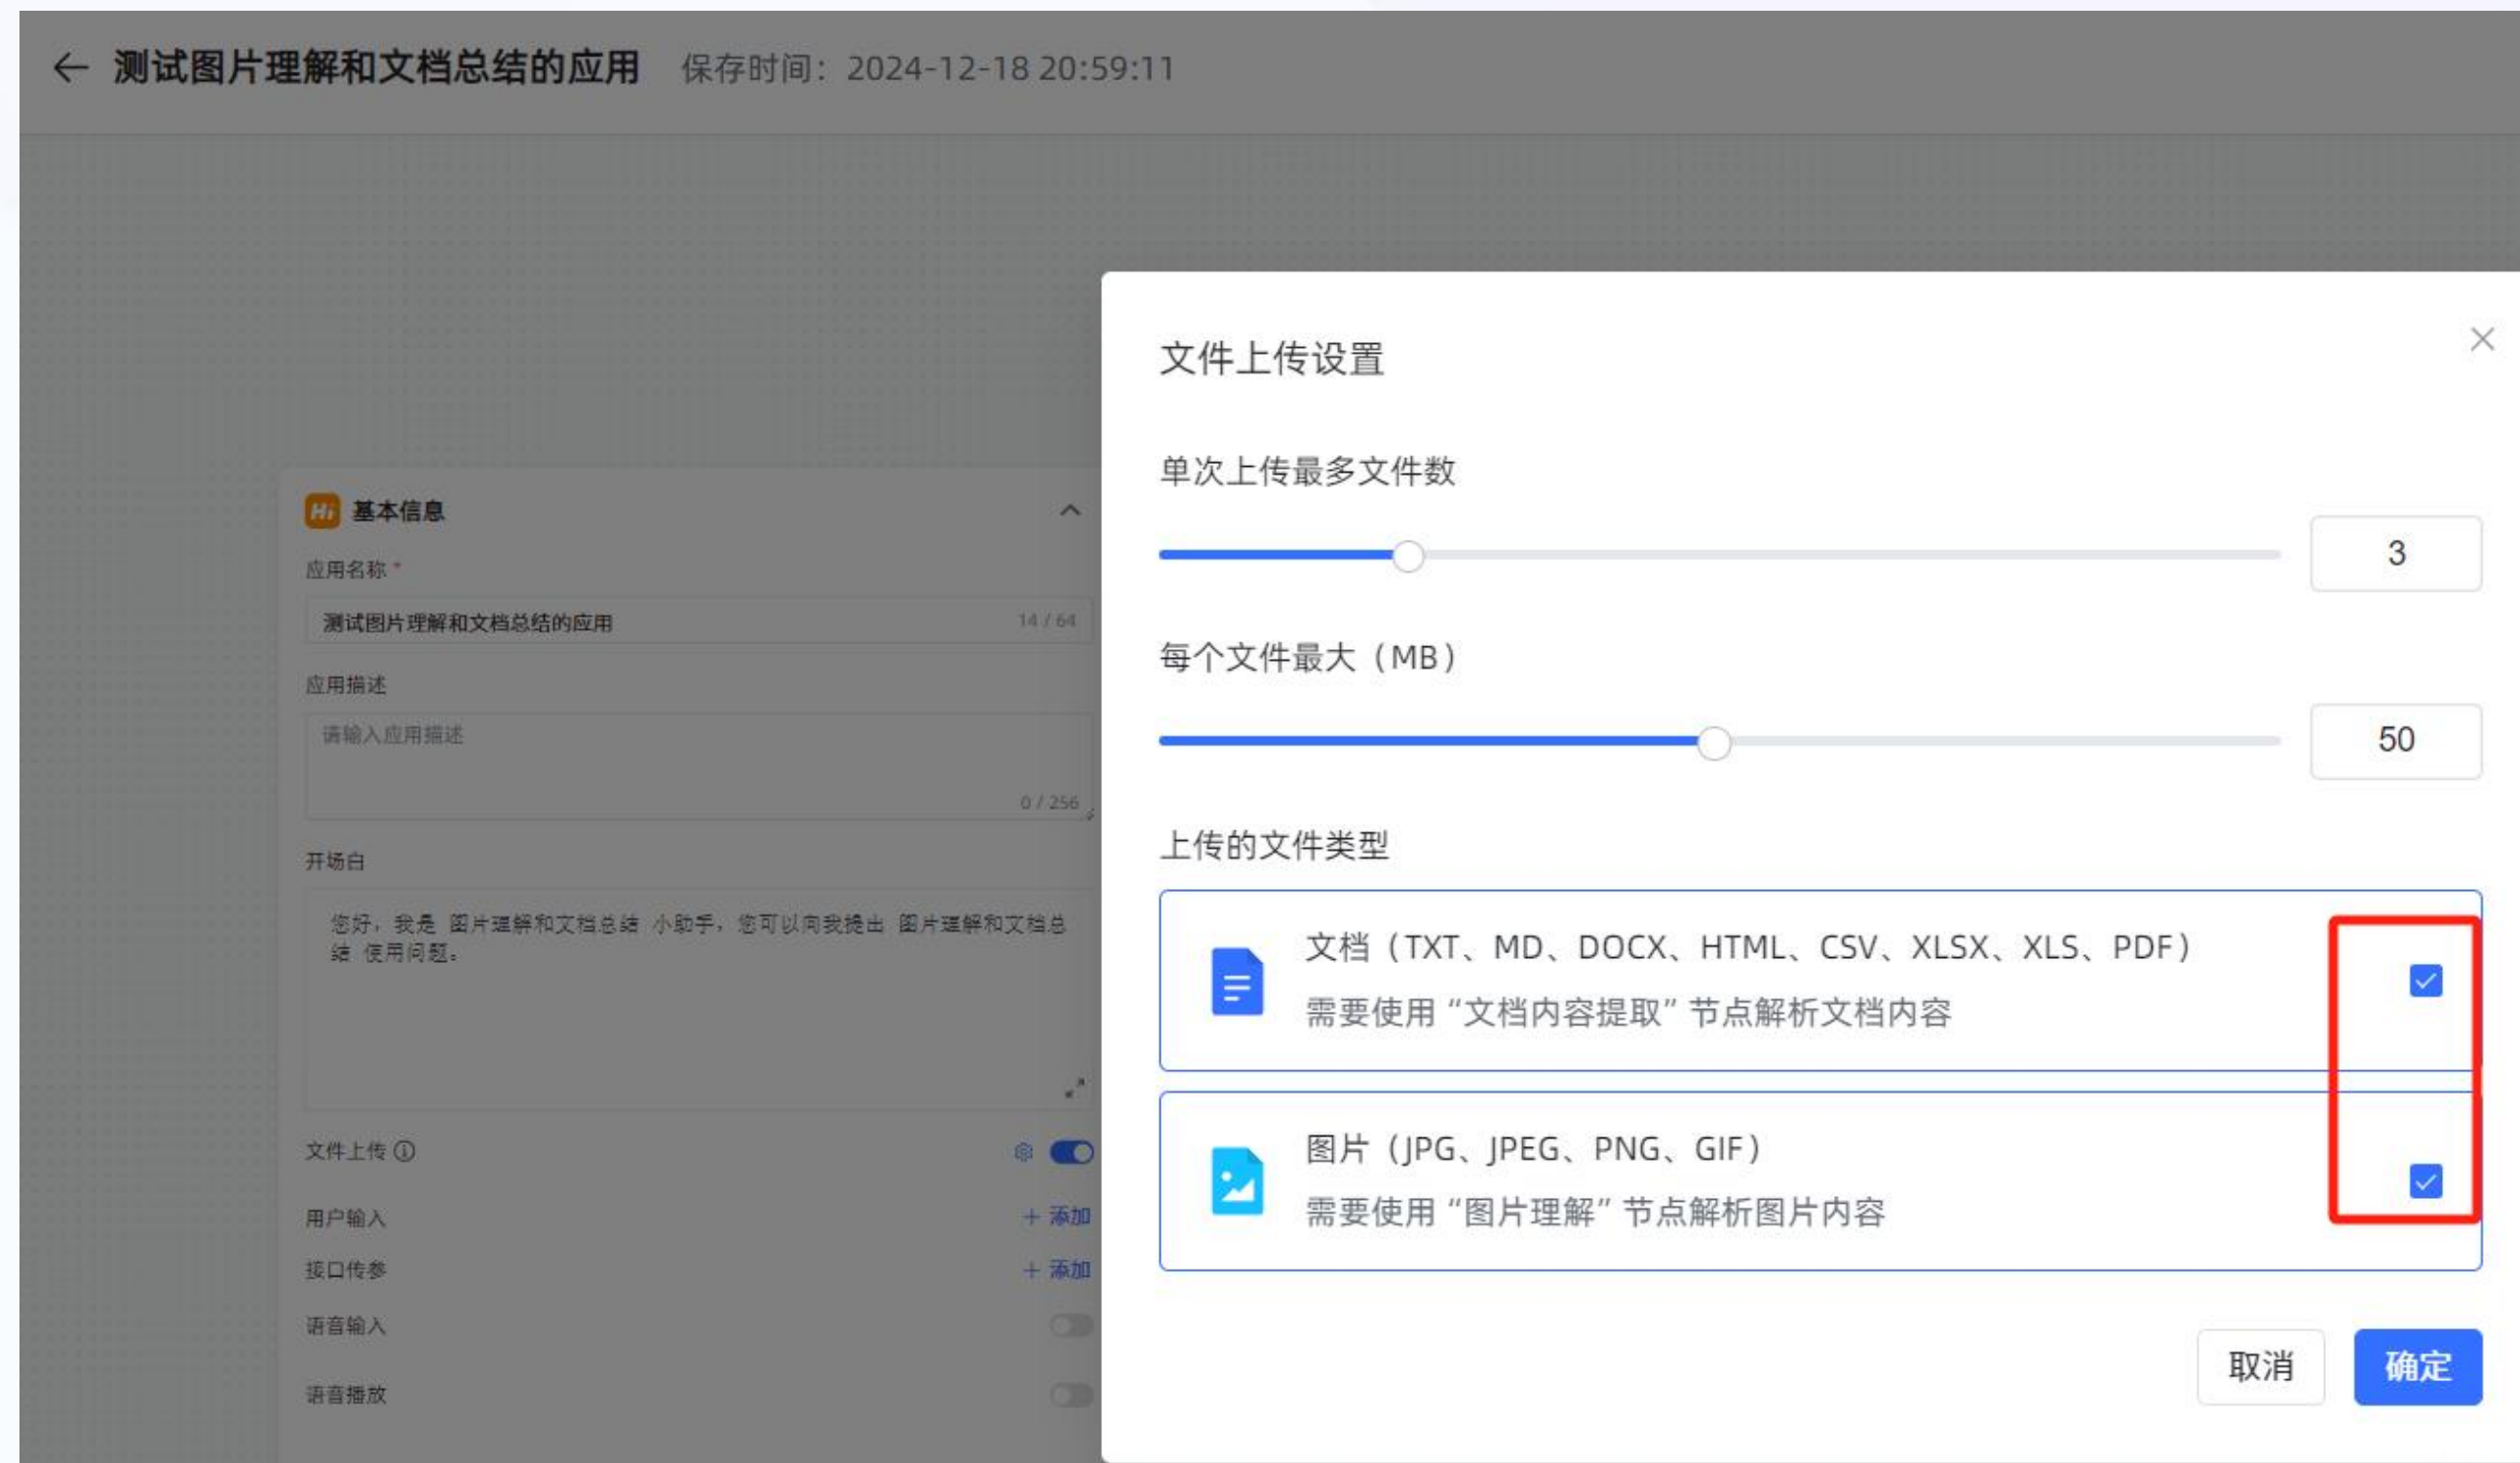 测试图片理解和文档总结的应用 保存时间：2024-12-18 20:59:11
Hi 基本信息
应用名称 *
测试图片理解和文档总结的应用 14 / 64
应用描述
请输入应用描述
0 / 256
开场白
您好，我是 图片理解和文档总结 小助手，您可以向我提出 图片理解和文档总
结 使用问题。
文件上传
用户输入 + 添加
接口传参 + 添加
语音输入
语音播放
文件上传设置
单次上传最多文件数
3
每个文件最大（MB）
50
上传的文件类型
文档（TXT、MD、DOCX、HTML、CSV、XLSX、XLS、PDF）
需要使用“文档内容提取”节点解析文档内容
图片（JPG、JPEG、PNG、GIF）
需要使用“图片理解”节点解析图片内容
取消 确定